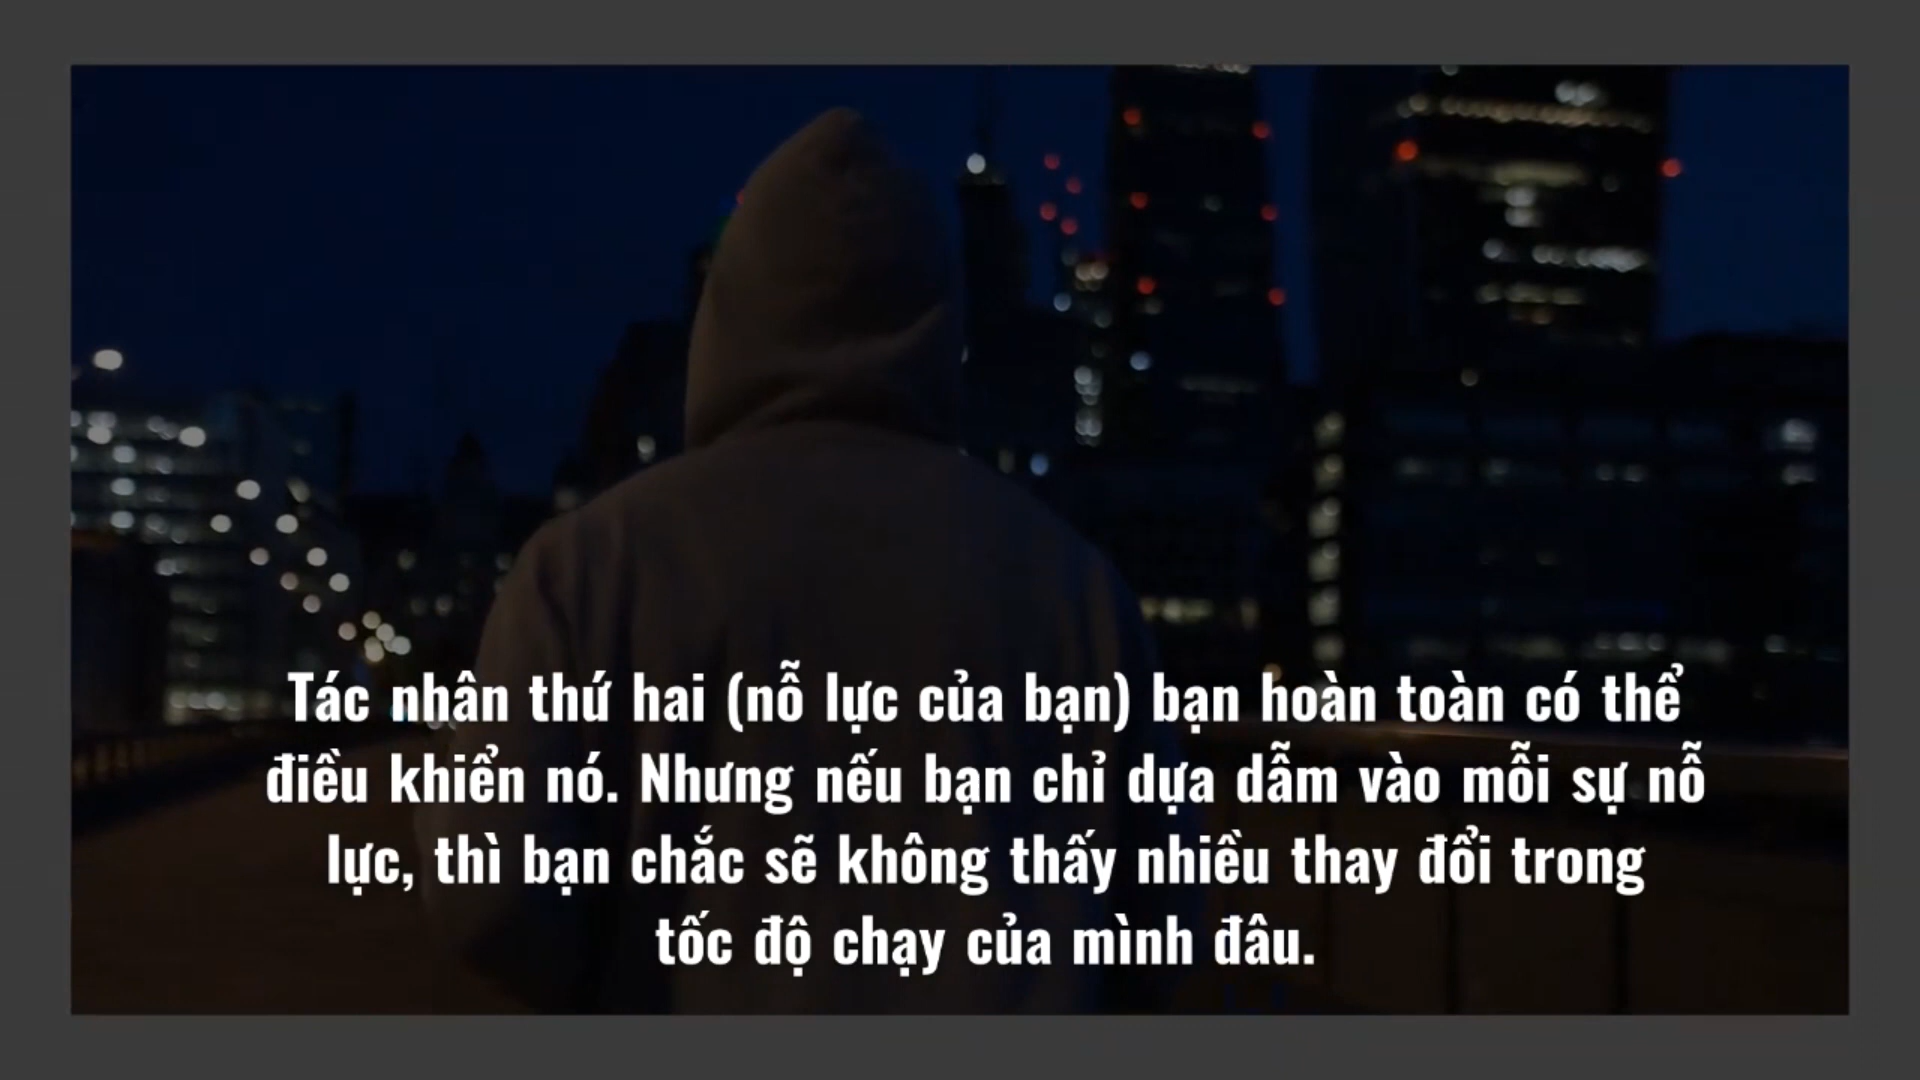 Tác nhân thứ hai (nỗ lực của bạn) bạn hoàn toàn có thể
điều khiển nó. Nhưng nếu bạn chỉ dựa dẫm vào mỗi sự nỗ
lực, thì bạn chắc sẽ không thấy nhiều thay đổi trong
tốc độ chạy của mình đâu.